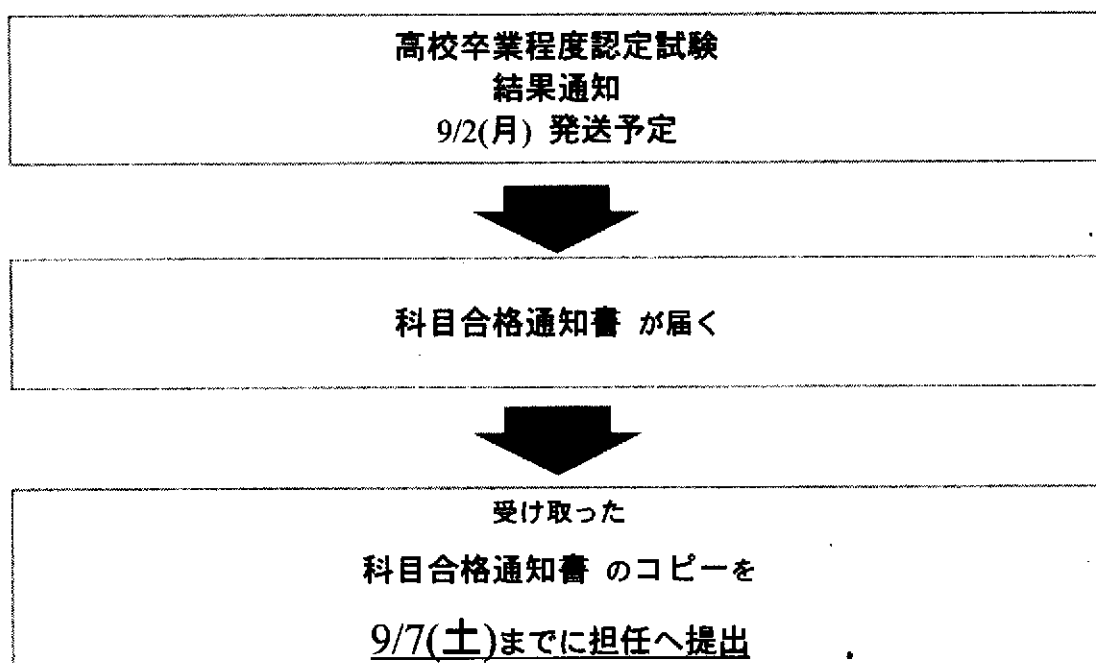 高校卒業程度認定試験
結果通知
9/2(月) 発送予定
科目合格通知書 が届く
受け取った
科目合格通知書 のコピーを
9/7(土)までに担任へ提出